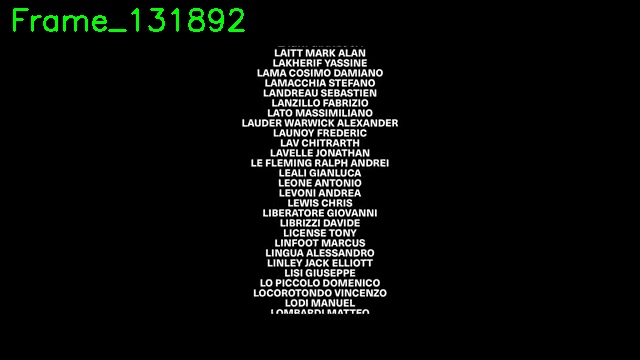 Frame_131892
LAITT MARK ALAN
LAKHERIF YASSINE
LAMA COSIMO DAMIANO
LAMACCHIA STEFANO
LANDREAU SEBASTIEN
LANZILLO FABRIZIO
LATO MASSIMILIANO
LAUDER WARWICK ALEXANDER
LAUNOY FREDERIC
LAV CHITRARTH
LAVELLE JONATHAN
LE FLEMING RALPH ANDREI
LEALI GIANLUCA
LEONE ANTONIO
LEVONI ANDREA
LEWIS CHRIS
LIBERATORE GIOVANNI
LIBRIZZI DAVIDE
LICENSE TONY
LINFOOT MARCUS
LINGUA ALESSANDRO
LINLEY JACK ELLIOTT
LISI GIUSEPPE
LO PICCOLO DOMENICO
LOCOROTONDO VINCENZO
LODI MANUEL
LOMBARDI MATTEO